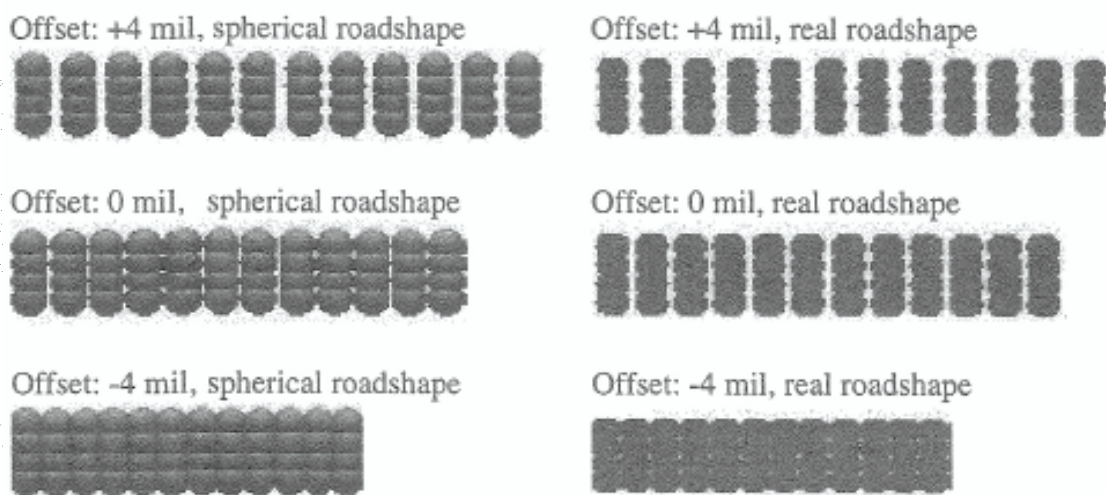 Offset: +4 mil, spherical roadshape
Offset: +4 mil, real roadshape
Offset: 0 mil, spherical roadshape
Offset: 0 mil, real roadshape
Offset: -4 mil, spherical roadshape
Offset: -4 mil, real roadshape